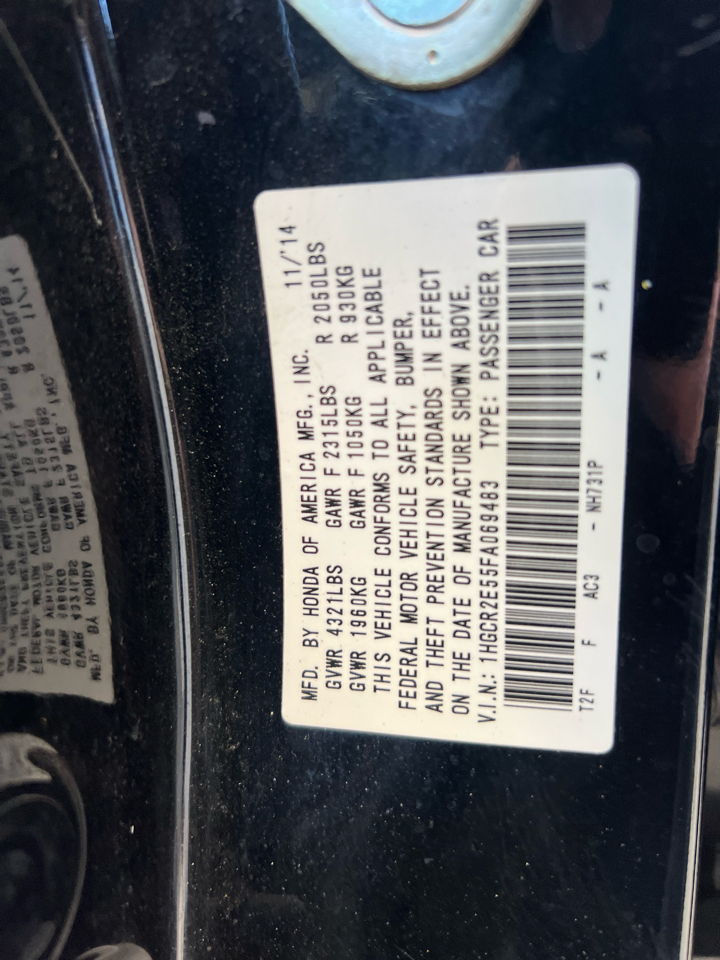 MFD. BY HONDA OF AMERICA MFG., INC. 11/'14
GVWR 4321LBS GAWR F 2315LBS R 2050LBS
GVWR 1960KG GAWR F 1050KG R 930KG
THIS VEHICLE CONFORMS TO ALL APPLICABLE
FEDERAL MOTOR VEHICLE SAFETY, BUMPER,
AND THEFT PREVENTION STANDARDS IN EFFECT
ON THE DATE OF MANUFACTURE SHOWN ABOVE.
V.I.N.: 1HGCR2E55FA069483 TYPE: PASSENGER CAR
T2F F AC3 - NH731P - A - A